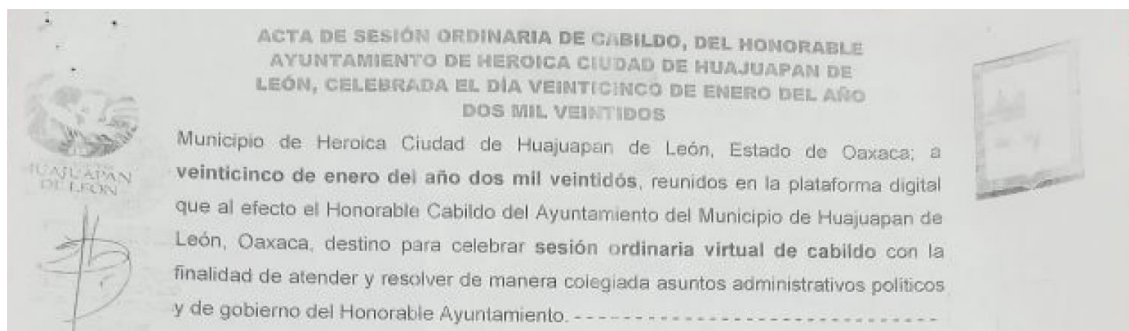 ACTA DE SESIÓN ORDINARIA DE CABILDO, DEL HONORABLE
AYUNTAMIENTO DE HEROICA CIUDAD DE HUAJUAPAN DE
LEÓN, CELEBRADA EL DÍA VEINTICINCO DE ENERO DEL AÑO
DOS MIL VEINTIDOS
HUAJUAPAN
DE LEÓN
Municipio de Heroica Ciudad de Huajuapan de León, Estado de Oaxaca; a
veinticinco de enero del año dos mil veintidós, reunidos en la plataforma digital
que al efecto el Honorable Cabildo del Ayuntamiento del Municipio de Huajuapan de
León, Oaxaca, destino para celebrar sesión ordinaria virtual de cabildo con la
finalidad de atender y resolver de manera colegiada asuntos administrativos políticos
y de gobierno del Honorable Ayuntamiento. - - - - - - - - - - - - - - - - - - - - - - - - - - - - - - - - -